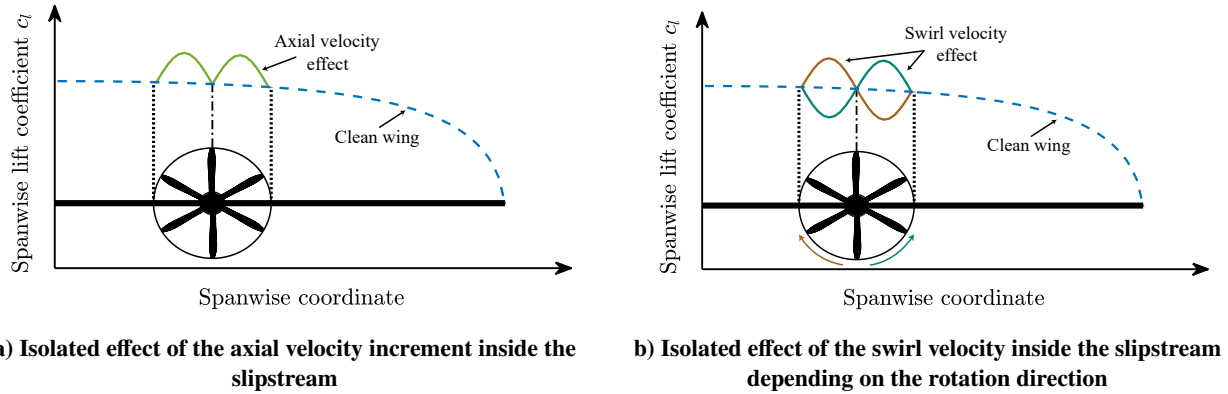 Spanwise lift coefficient c_l
Axial velocity
effect
Clean wing
Spanwise coordinate
a) Isolated effect of the axial velocity increment inside the
slipstream
Spanwise lift coefficient c_l
Swirl velocity
effect
Clean wing
Spanwise coordinate
b) Isolated effect of the swirl velocity inside the slipstream
depending on the rotation direction